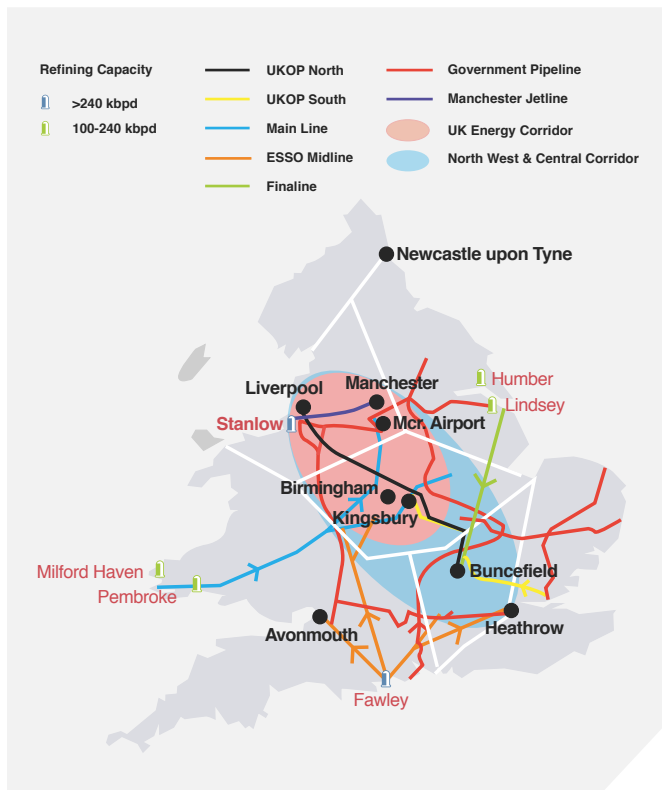 Refining Capacity
>240 kbpd
100-240 kbpd
UKOP North
UKOP South
Main Line
ESSO Midline
Finaline
Government Pipeline
Manchester Jetline
UK Energy Corridor
North West & Central Corridor
Newcastle upon Tyne
Humber
Liverpool
Manchester
Lindsey
Stanlow
Mcr. Airport
Birmingham
Kingsbury
Milford Haven
Buncefield
Pembroke
Avonmouth
Heathrow
Fawley